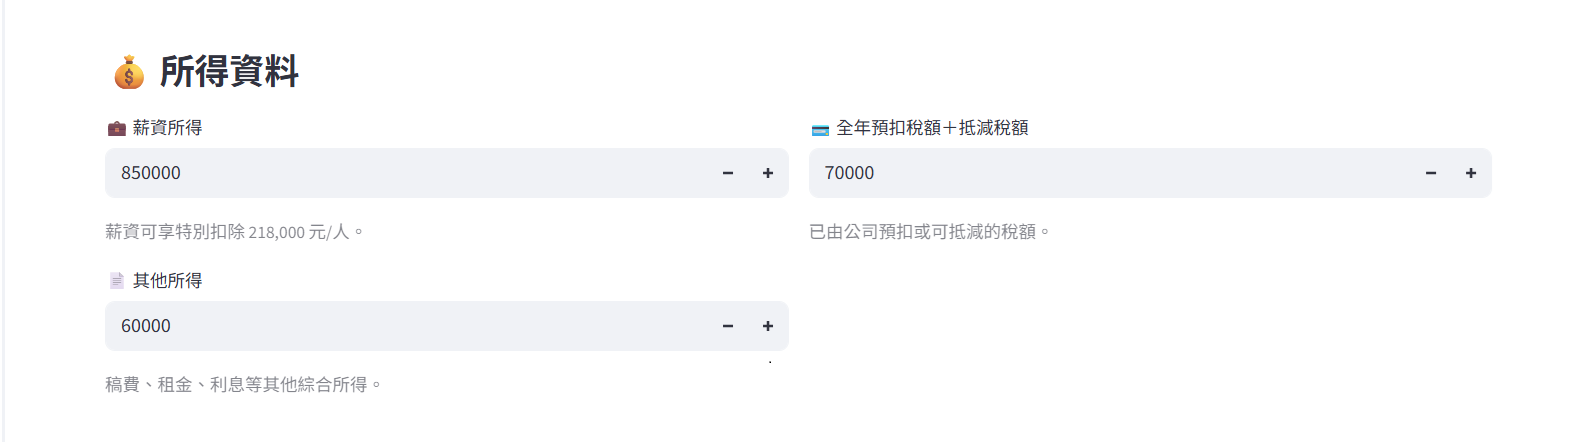 💰 所得資料
💼 薪資所得
850000
薪資可享特別扣除 218,000 元/人。
💳 全年預扣稅額＋抵減稅額
70000
已由公司預扣或可抵減的稅額。
📄 其他所得
60000
稿費、租金、利息等其他綜合所得。